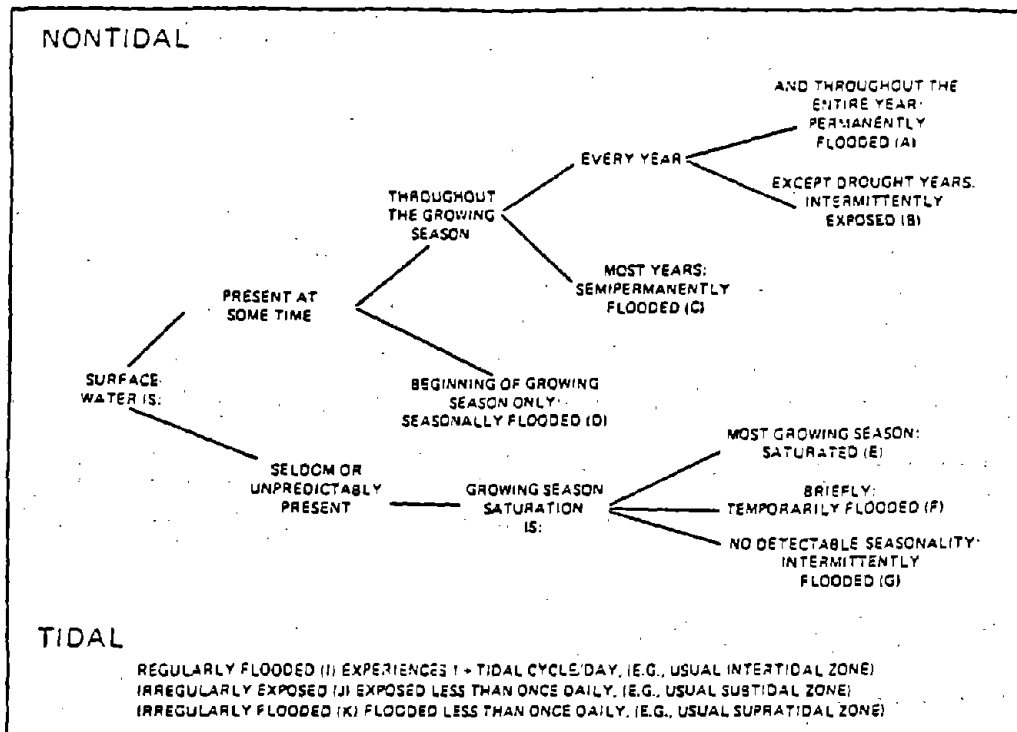 NONTIDAL
AND THROUGHOUT THE
ENTIRE YEAR:
PERMANENTLY
FLOODED (A)
EVERY YEAR
EXCEPT DROUGHT YEARS:
INTERMITTENTLY
EXPOSED (B)
THROUGHOUT
THE GROWING
SEASON
MOST YEARS:
SEMIPERMANENTLY
FLOODED (C)
PRESENT AT
SOME TIME
SURFACE
WATER IS:
BEGINNING OF GROWING
SEASON ONLY:
SEASONALLY FLOODED (D)
SELDOM OR
UNPREDICTABLY
PRESENT
GROWING SEASON
SATURATION
IS:
MOST GROWING SEASON:
SATURATED (E)
BRIEFLY:
TEMPORARILY FLOODED (F)
NO DETECTABLE SEASONALITY:
INTERMITTENTLY
FLOODED (G)
TIDAL
REGULARLY FLOODED (I) EXPERIENCES 1 + TIDAL CYCLE/DAY, (E.G., USUAL INTERTIDAL ZONE)
IRREGULARLY EXPOSED (J) EXPOSED LESS THAN ONCE DAILY, (E.G., USUAL SUBTIDAL ZONE)
IRREGULARLY FLOODED (K) FLOODED LESS THAN ONCE DAILY, (E.G., USUAL SUPRATIDAL ZONE)